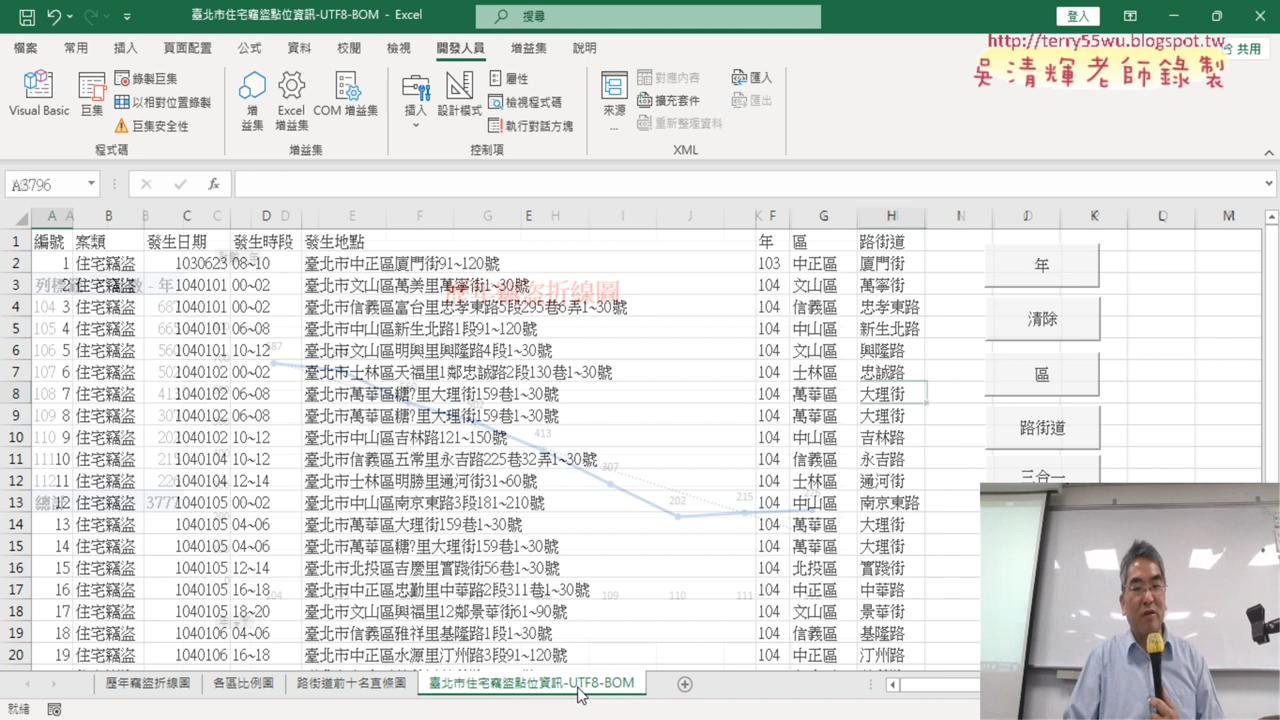 臺北市住宅竊盜點位資訊-UTF8-BOM - Excel
搜尋
登入
檔案 常用 插入 頁面配置 公式 資料 校閱 檢視 開發人員 增益集 說明
http://terry55wu.blogspot.tw
共用
吳清輝老師錄製
Visual Basic 巨集 錄製巨集 以相對位置錄製 巨集安全性 程式碼
增益集 Excel 增益集 COM 增益集 增益集
插入 設計模式 屬性 檢視程式碼 執行對話方塊 控制項
來源... 對應內容 擴充套件 重新整理資料 匯入 匯出 XML
A3796 fx
編號 案類 發生日期 發生時段 發生地點 年 區 路街道
1 住宅竊盜 1030623 08~10 臺北市中正區廈門街91~120號 103 中正區 廈門街
2 住宅竊盜 1040101 00~02 臺北市文山區萬美里萬寧街1~30號 104 文山區 萬寧街
3 住宅竊盜 1040101 00~02 臺北市信義區富台里忠孝東路5段295巷6弄1~30號 104 信義區 忠孝東路
4 住宅竊盜 1040101 06~08 臺北市中山區新生北路1段91~120號 104 中山區 新生北路
5 住宅竊盜 1040101 10~12 臺北市文山區明興里興隆路4段1~30號 104 文山區 興隆路
6 住宅竊盜 1040102 00~02 臺北市士林區天福里1鄰忠誠路2段130巷1~30號 104 士林區 忠誠路
7 住宅竊盜 1040102 06~08 臺北市萬華區糖?里大理街159巷1~30號 104 萬華區 大理街
8 住宅竊盜 1040102 06~08 臺北市萬華區糖?里大理街159巷1~30號 104 萬華區 大理街
9 住宅竊盜 1040102 10~12 臺北市中山區吉林路121~150號 104 中山區 吉林路
10 住宅竊盜 1040104 10~12 臺北市信義區五常里永吉路225巷32弄1~30號 104 信義區 永吉路
11 住宅竊盜 1040104 12~14 臺北市士林區明勝里通河街31~60號 104 士林區 通河街
12 住宅竊盜 1040105 00~02 臺北市中山區南京東路3段181~210號 104 中山區 南京東路
13 住宅竊盜 1040105 04~06 臺北市萬華區大理街159巷1~30號 104 萬華區 大理街
14 住宅竊盜 1040105 04~06 臺北市萬華區糖?里大理街159巷1~30號 104 萬華區 大理街
15 住宅竊盜 1040105 12~14 臺北市北投區吉慶里實踐街56巷1~30號 104 北投區 實踐街
16 住宅竊盜 1040105 16~18 臺北市中正區忠勤里中華路2段311巷1~30號 104 中正區 中華路
17 住宅竊盜 1040105 18~20 臺北市文山區興福里12鄰景華街61~90號 104 文山區 景華街
18 住宅竊盜 1040106 04~06 臺北市信義區雅祥里基隆路1段1~30號 104 信義區 基隆路
19 住宅竊盜 1040106 16~18 臺北市中正區水源里汀州路3段91~120號 104 中正區 汀州路
年
清除
區
路街道
三合一
歷年竊盜折線圖
歷年竊盜折線圖 各區比例圖 路街道前十名直條圖 臺北市住宅竊盜點位資訊-UTF8-BOM
就緒